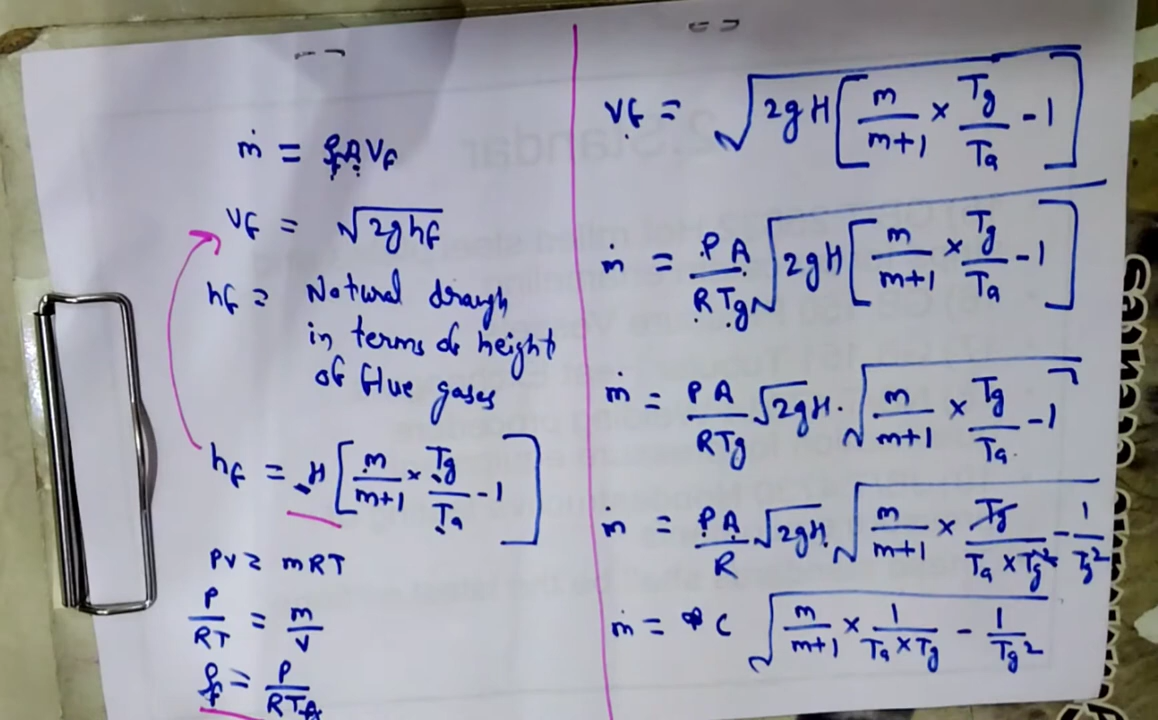 ṁ = ρf A Vf
Vf = √(2ghf)
hf = Natural draugh
in terms of height
of flue gases
hf = H [m/(m+1) × Tg/Ta - 1]
PV = mRT
P/RT = m/V
ρf = P/RTg
Vf = √(2gH [m/(m+1) × Tg/Ta - 1])
ṁ = PA/RTg √(2gH [m/(m+1) × Tg/Ta - 1])
ṁ = PA/RTg √(2gH) · √(m/(m+1) × Tg/Ta - 1)
ṁ = PA/R √(2gH) · √(m/(m+1) × Tg/(Ta × Tg²) - 1/Tg²)
ṁ = C √(m/(m+1) × 1/(Ta × Tg) - 1/Tg²)